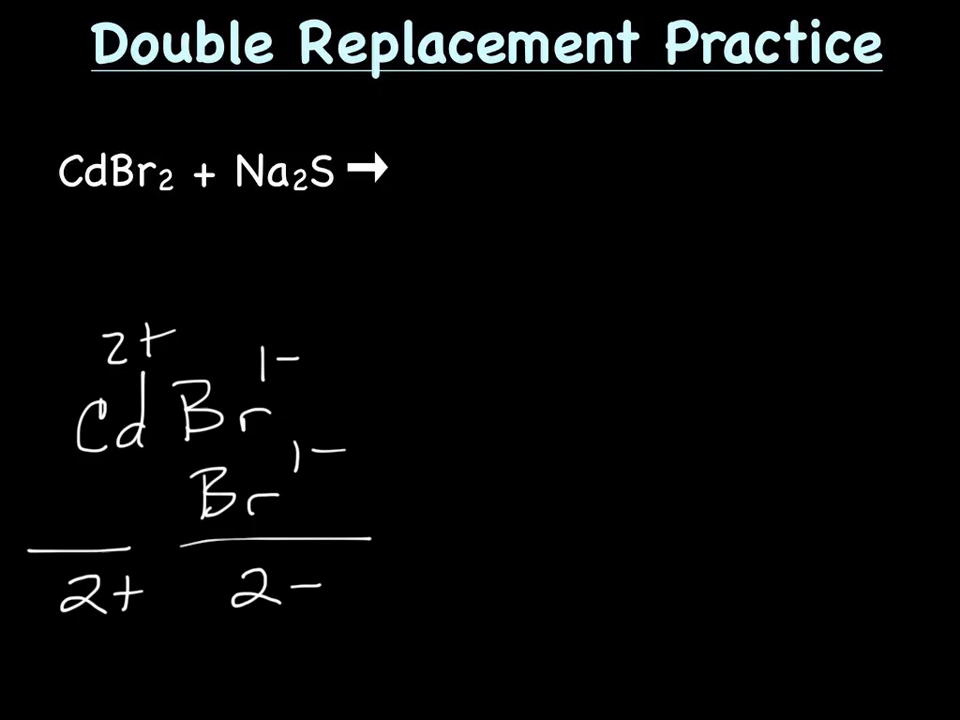 Double Replacement Practice
CdBr₂ + Na₂S →
2+ 1-
Cd Br
1-
Br
2+ 2-